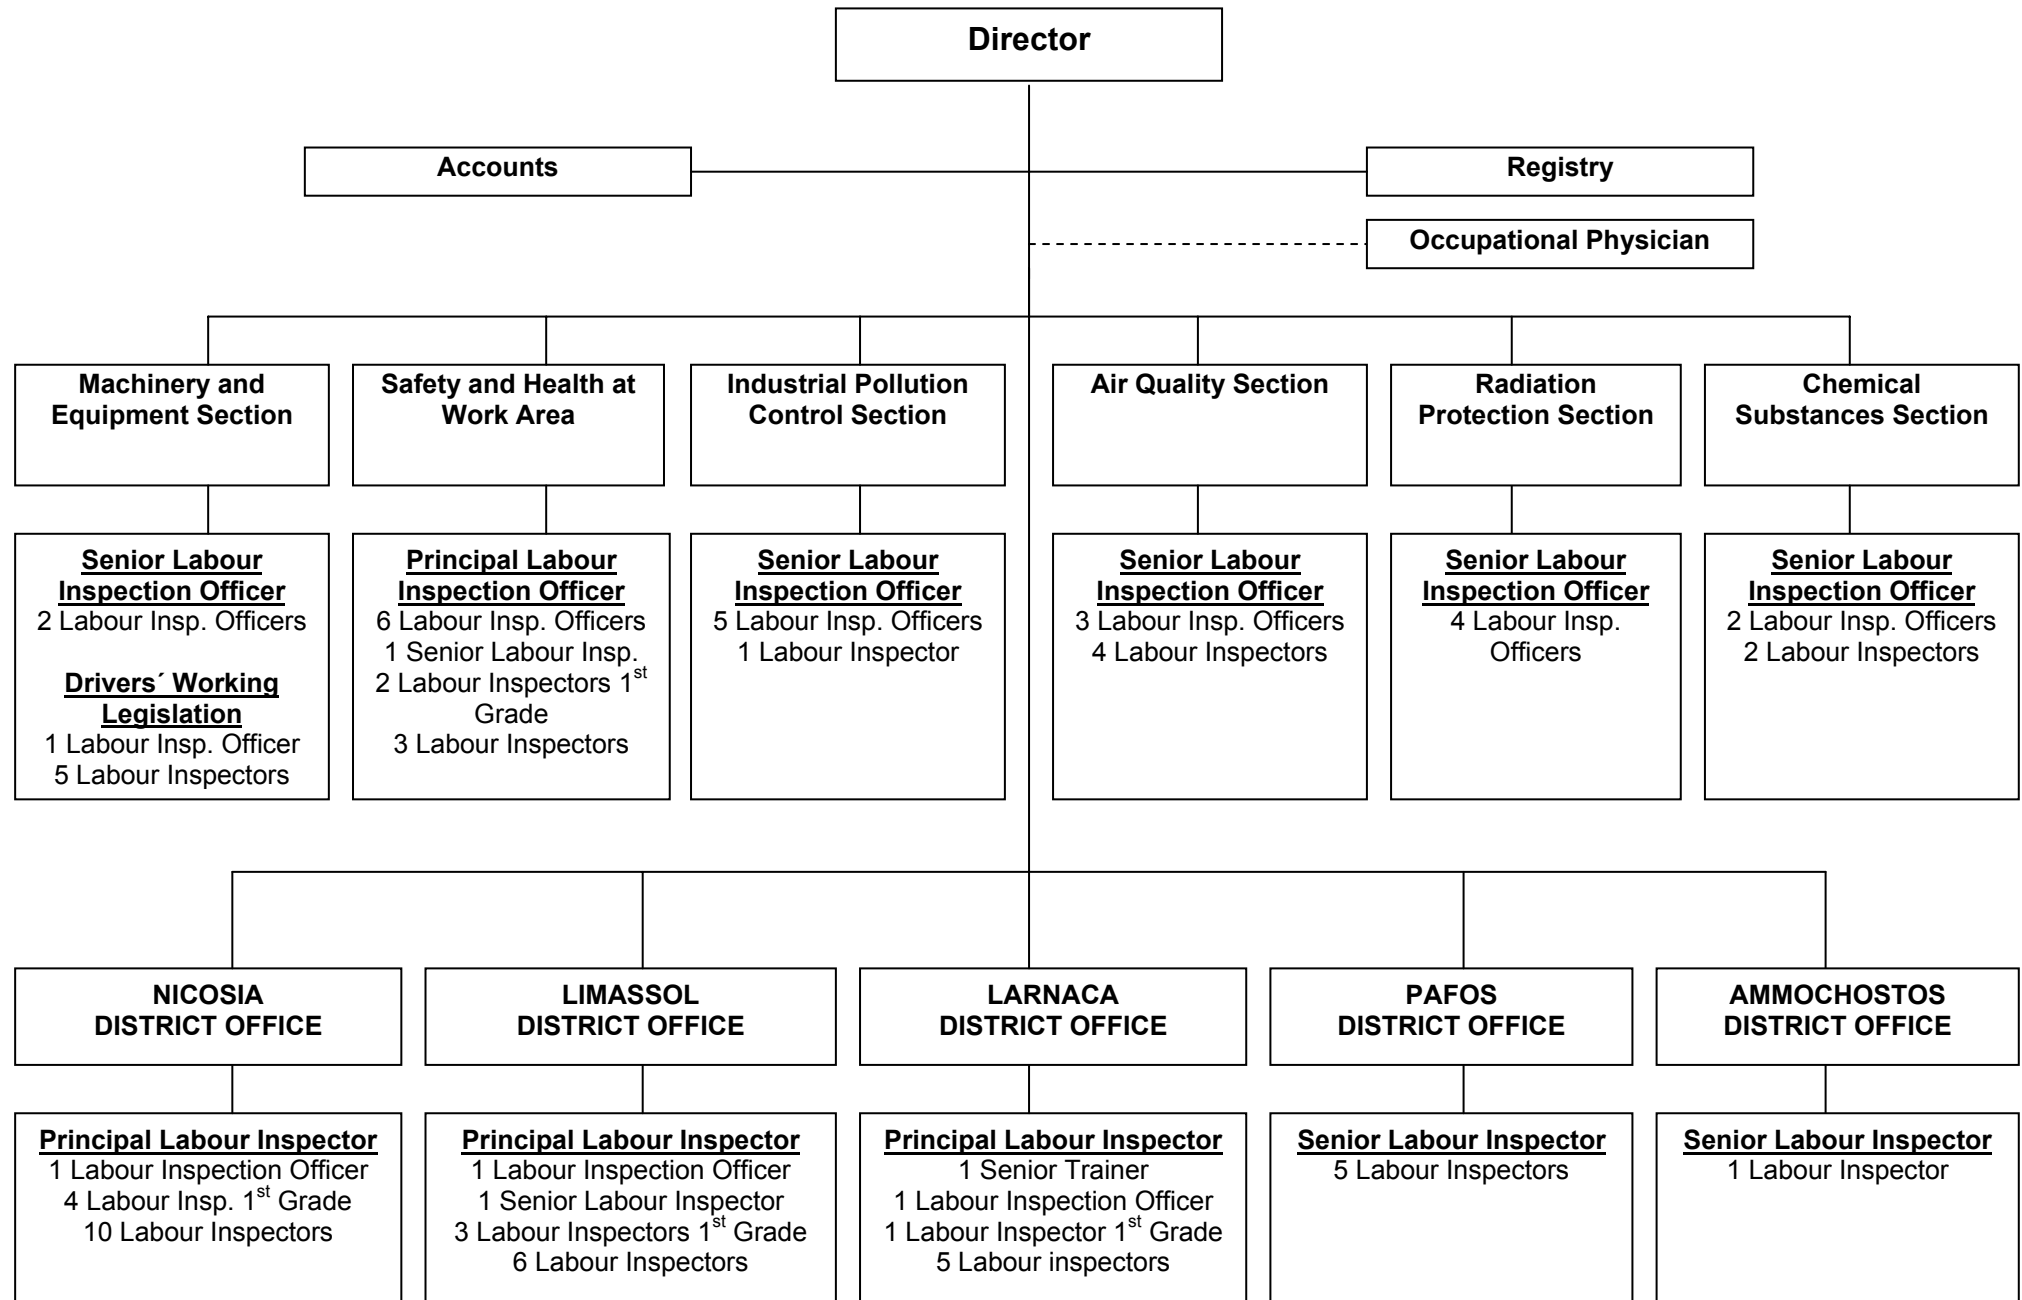 Director
Accounts
Registry
Occupational Physician
Machinery and
Equipment Section
Safety and Health at
Work Area
Industrial Pollution
Control Section
Air Quality Section
Radiation
Protection Section
Chemical
Substances Section
Senior Labour
Inspection Officer
2 Labour Insp. Officers
Drivers´ Working
Legislation
1 Labour Insp. Officer
5 Labour Inspectors
Principal Labour
Inspection Officer
6 Labour Insp. Officers
1 Senior Labour Insp.
2 Labour Inspectors 1st
Grade
3 Labour Inspectors
Senior Labour
Inspection Officer
5 Labour Insp. Officers
1 Labour Inspector
Senior Labour
Inspection Officer
3 Labour Insp. Officers
4 Labour Inspectors
Senior Labour
Inspection Officer
4 Labour Insp.
Officers
Senior Labour
Inspection Officer
2 Labour Insp. Officers
2 Labour Inspectors
NICOSIA
DISTRICT OFFICE
LIMASSOL
DISTRICT OFFICE
LARNACA
DISTRICT OFFICE
PAFOS
DISTRICT OFFICE
AMMOCHOSTOS
DISTRICT OFFICE
Principal Labour Inspector
1 Labour Inspection Officer
4 Labour Insp. 1st Grade
10 Labour Inspectors
Principal Labour Inspector
1 Labour Inspection Officer
1 Senior Labour Inspector
3 Labour Inspectors 1st Grade
6 Labour Inspectors
Principal Labour Inspector
1 Senior Trainer
1 Labour Inspection Officer
1 Labour Inspector 1st Grade
5 Labour inspectors
Senior Labour Inspector
5 Labour Inspectors
Senior Labour Inspector
1 Labour Inspector